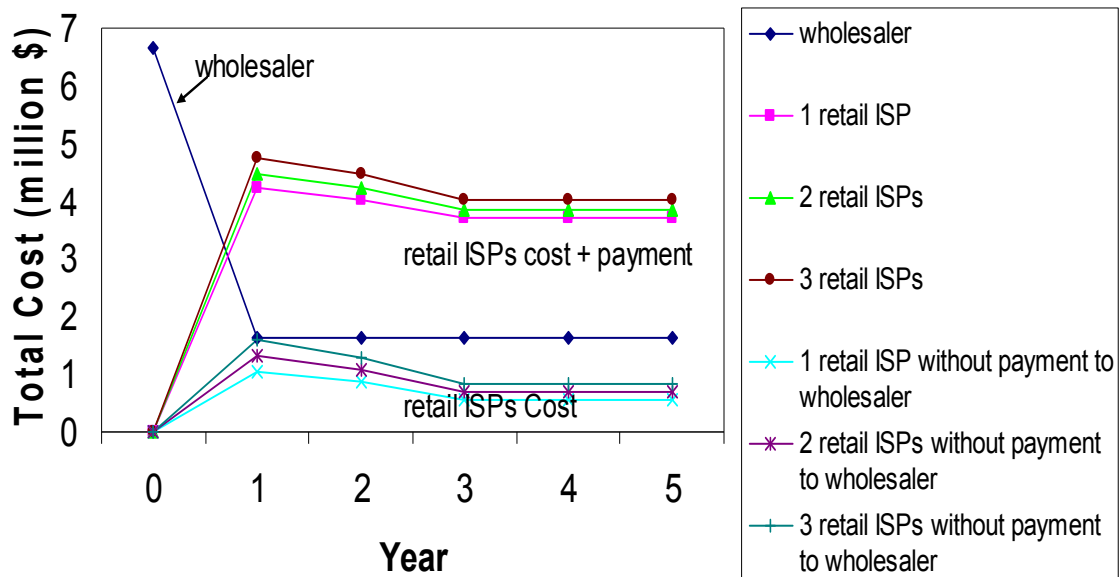 Total Cost (million $)
7
6
5
4
3
2
1
0
wholesaler
retail ISPs cost + payment
retail ISPs Cost
0 1 2 3 4 5
Year
wholesaler
1 retail ISP
2 retail ISPs
3 retail ISPs
1 retail ISP without payment to
wholesaler
2 retail ISPs without payment
to wholesaler
3 retail ISPs without payment
to wholesaler